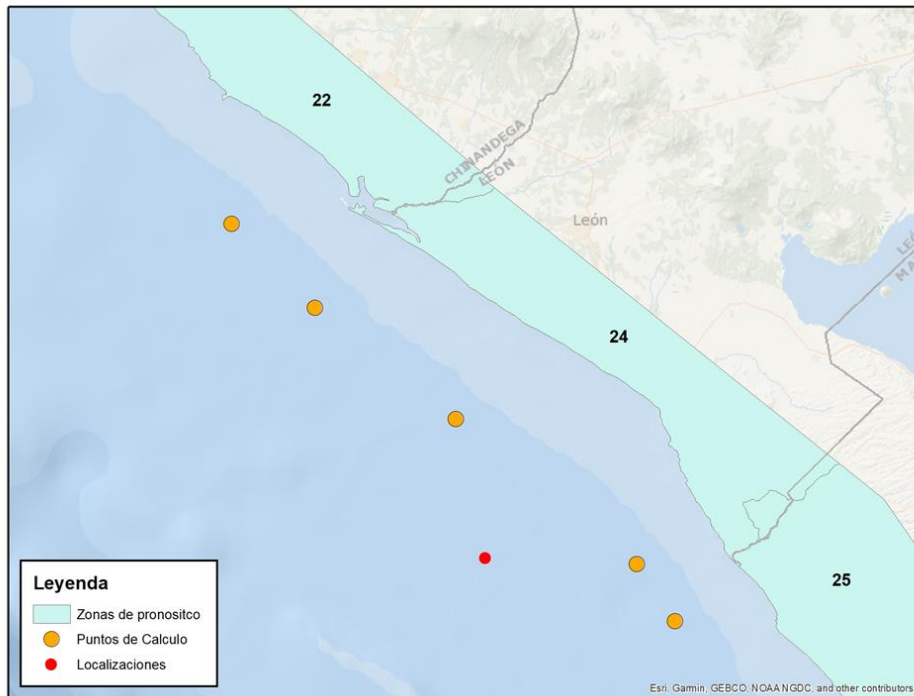 22
CHINANDEGA
LEÓN
León
24
25
Leyenda
Zonas de pronositco
Puntos de Calculo
Localizaciones
Esri, Garmin, GEBCO, NOAA NGDC, and other contributors